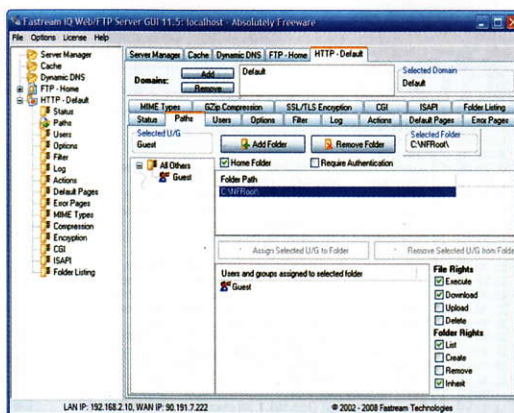 Fastream IQ Web/FTP Server GUI 11.5: localhost - Absolutely Freeware
File Options License Help
Server Manager
Cache
Dynamic DNS
FTP - Home
HTTP - Default
Status
Paths
Users
Options
Filter
Log
Actions
Default Pages
Error Pages
MIME Types
Compression
Encryption
CGI
ISAPI
Folder Listing
Server Manager Cache Dynamic DNS FTP - Home HTTP - Default
Domains:
Add
Remove
Default
Selected Domain
Default
MIME Types GZip Compression SSL/TLS Encryption CGI ISAPI Folder Listing
Status Paths Users Options Filter Log Actions Default Pages Error Pages
Selected U/G
Guest
Add Folder
Remove Folder
Selected Folder
C:\NFRoot\
All Others
Guest
Home Folder
Require Authentication
Folder Path
C:\NFRoot\
Assign Selected U/G to Folder
Remove Selected U/G from Folde
Users and groups assigned to selected folder
Guest
File Rights
Execute
Download
Upload
Delete
Folder Rights
List
Create
Remove
Inherit
LAN IP: 192.168.2.10, WAN IP: 90.191.7.222
© 2002 - 2008 Fastream Technologies